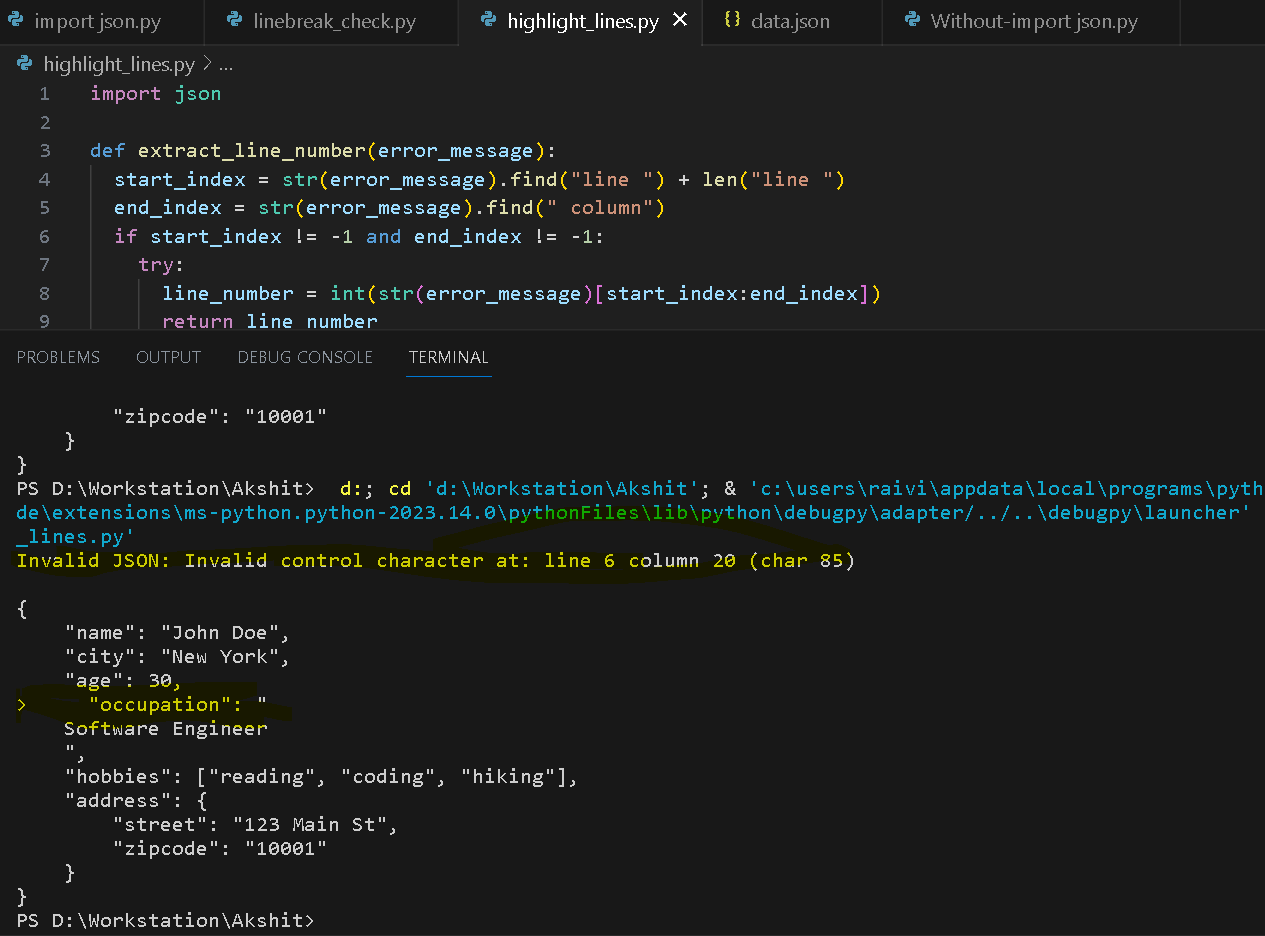 import json.py linebreak_check.py highlight_lines.py × {} data.json Without-import json.py
highlight_lines.py > ...
1 import json
2
3 def extract_line_number(error_message):
4 start_index = str(error_message).find("line ") + len("line ")
5 end_index = str(error_message).find(" column")
6 if start_index != -1 and end_index != -1:
7 try:
8 line_number = int(str(error_message)[start_index:end_index])
9 return line number
PROBLEMS OUTPUT DEBUG CONSOLE TERMINAL
"zipcode": "10001"
}
}
PS D:\Workstation\Akshit>  d:; cd 'd:\Workstation\Akshit'; & 'c:\users\raivi\appdata\local\programs\pyth
de\extensions\ms-python.python-2023.14.0\pythonFiles\lib\python\debugpy\adapter/../..\debugpy\launcher'
_lines.py'
Invalid JSON: Invalid control character at: line 6 column 20 (char 85)
{
"name": "John Doe",
"city": "New York",
"age": 30,
> "occupation": "
Software Engineer
",
"hobbies": ["reading", "coding", "hiking"],
"address": {
"street": "123 Main St",
"zipcode": "10001"
}
}
PS D:\Workstation\Akshit>